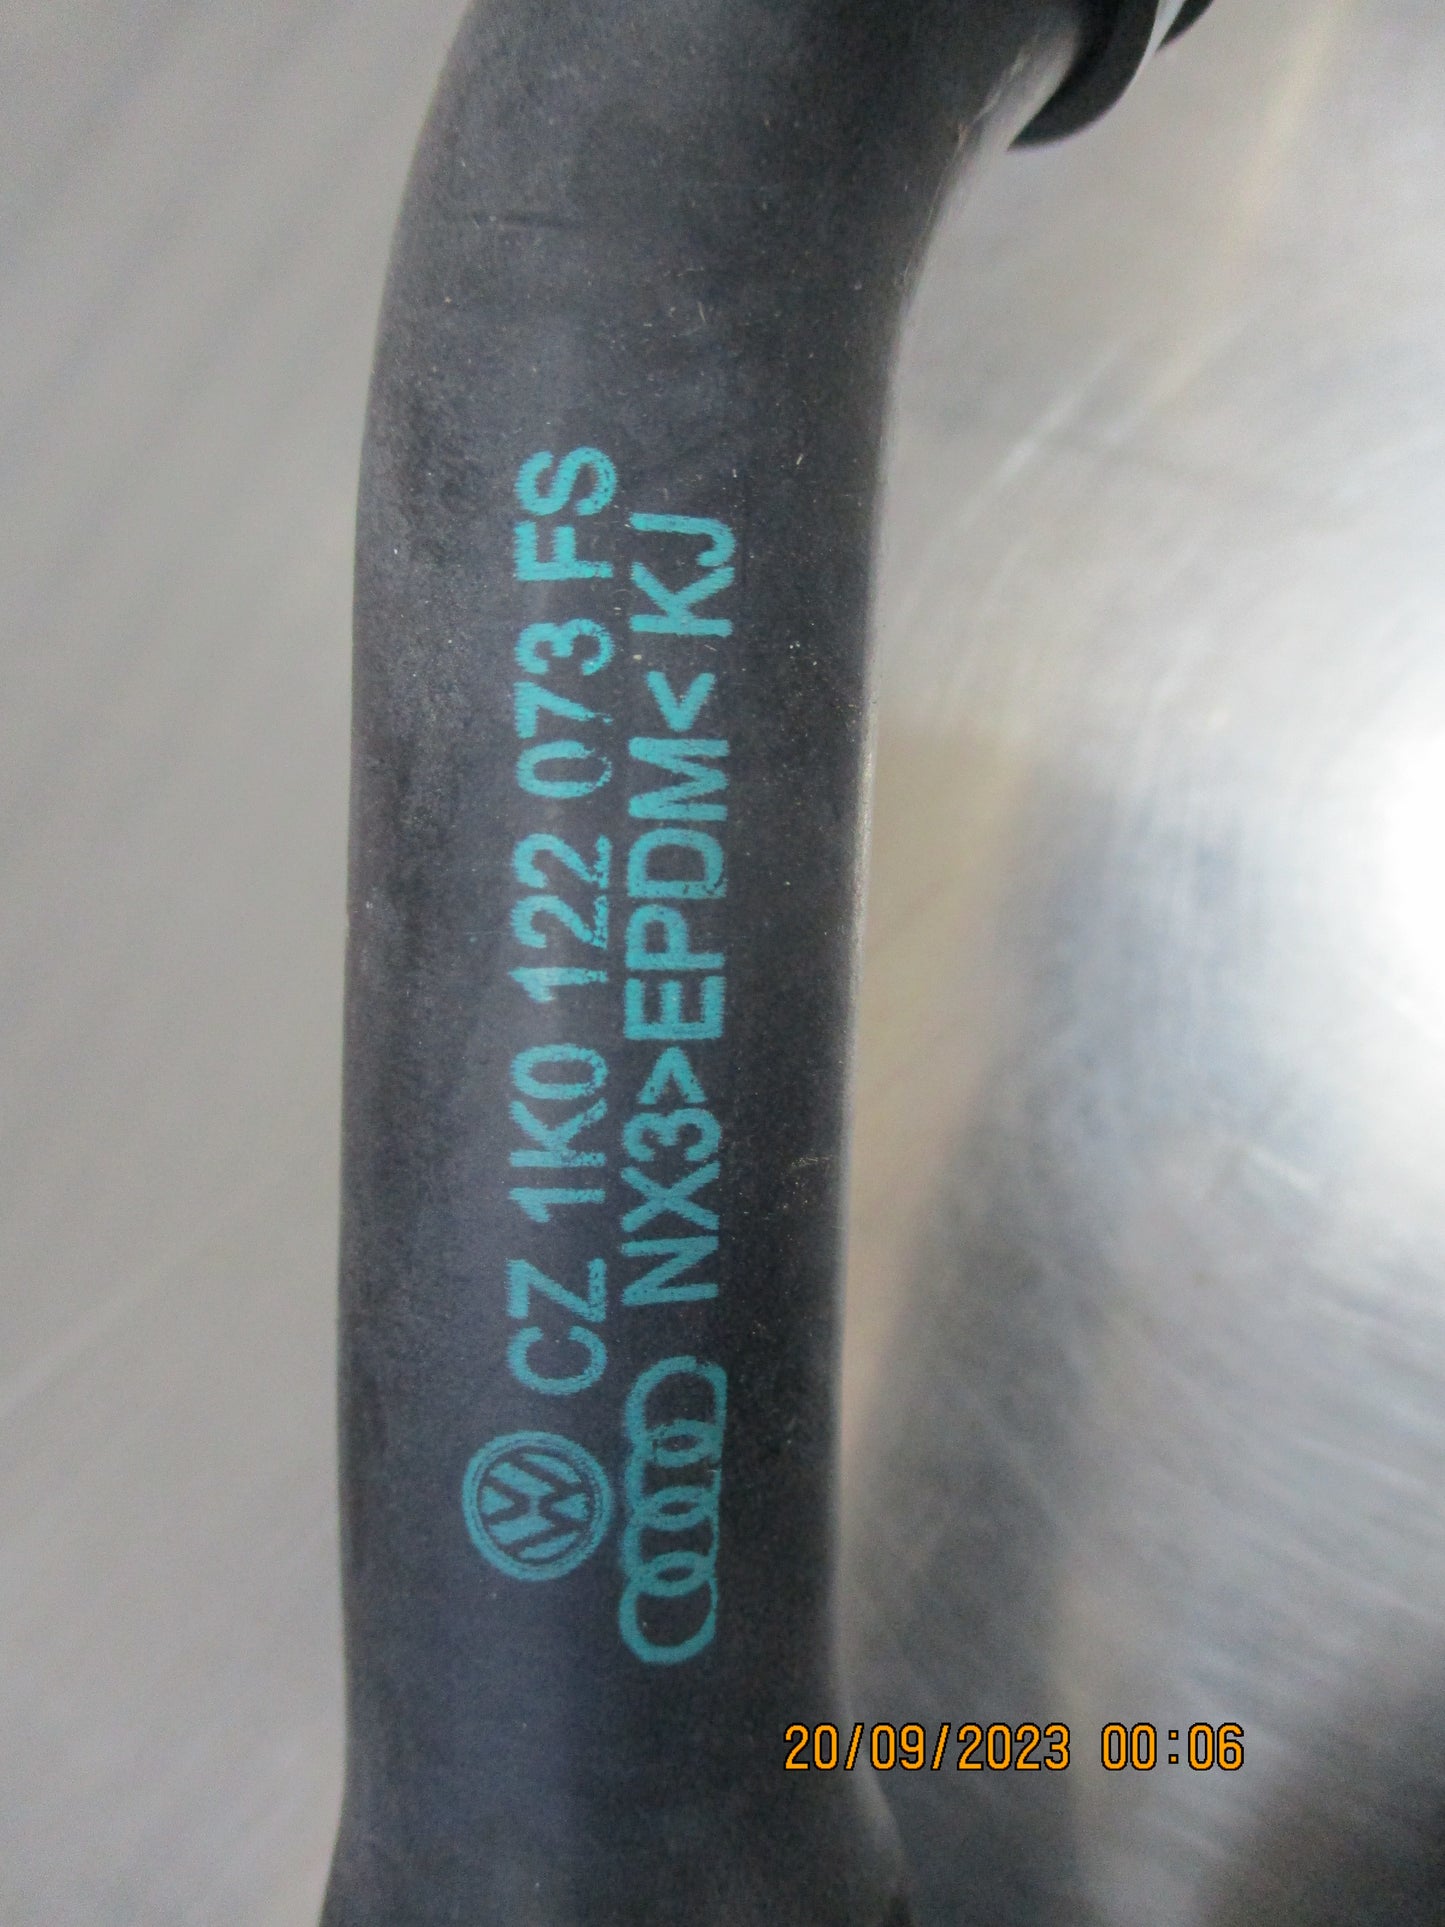 CZ 1K0 122 073 FS
NX3>EPDM< KJ
20/09/2023 00:06